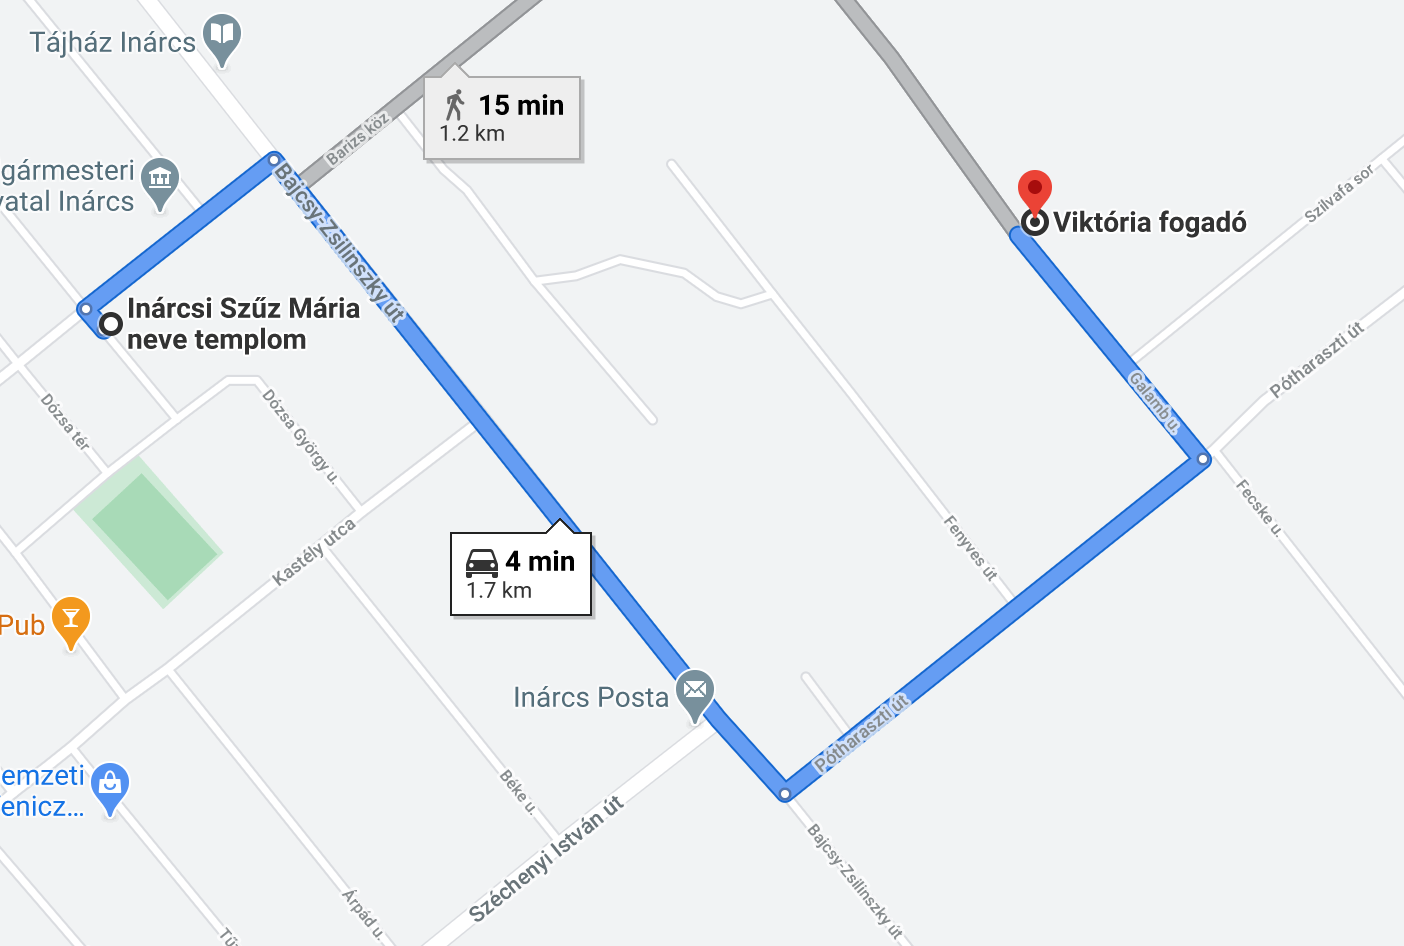 Tájház Inárcs
15 min
1.2 km
Barizs köz
gármesteri
vatal Inárcs
Bajcsy-Zsilinszky út
Szilvafa sor
Viktória fogadó
Inárcsi Szűz Mária
neve templom
Pótharaszti út
Galamb u.
Dózsa tér
Dózsa György u.
Fecske u.
Kastély utca
Fenyves út
4 min
1.7 km
Pub
Inárcs Posta
Pótharaszti út
emzeti
enicz...
Béke u.
Széchenyi István út
Bajcsy-Zsilinszky út
Árpád u.